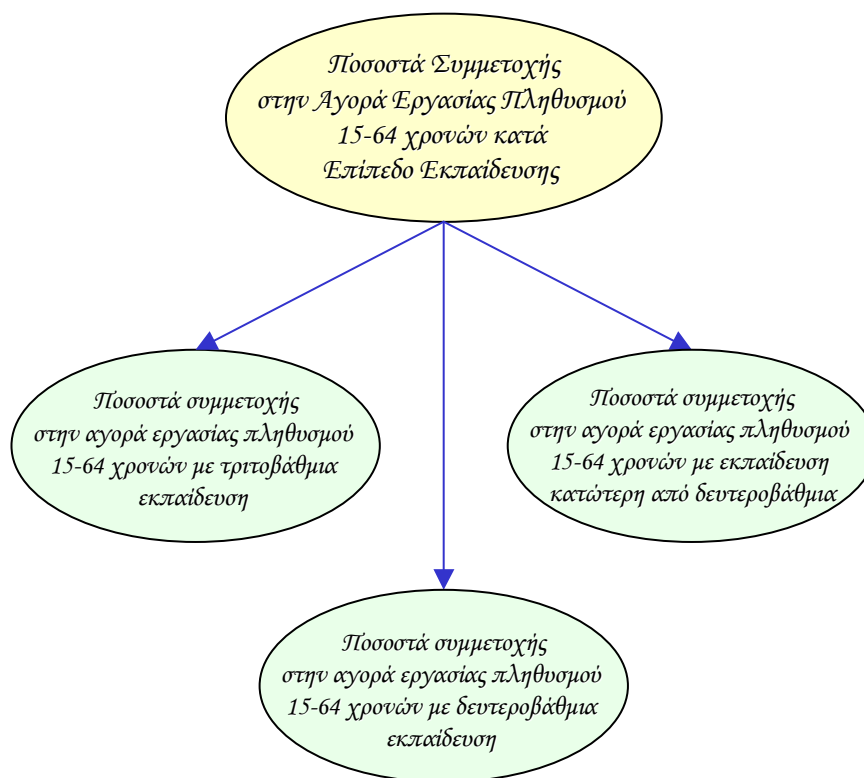 Ποσοστά Συμμετοχής
στην Αγορά Εργασίας Πληθυσμού
15-64 χρονών κατά
Επίπεδο Εκπαίδευσης
Ποσοστά συμμετοχής
στην αγορά εργασίας πληθυσμού
15-64 χρονών με τριτοβάθμια
εκπαίδευση
Ποσοστά συμμετοχής
στην αγορά εργασίας πληθυσμού
15-64 χρονών με εκπαίδευση
κατώτερη από δευτεροβάθμια
Ποσοστά συμμετοχής
στην αγορά εργασίας πληθυσμού
15-64 χρονών με δευτεροβάθμια
εκπαίδευση